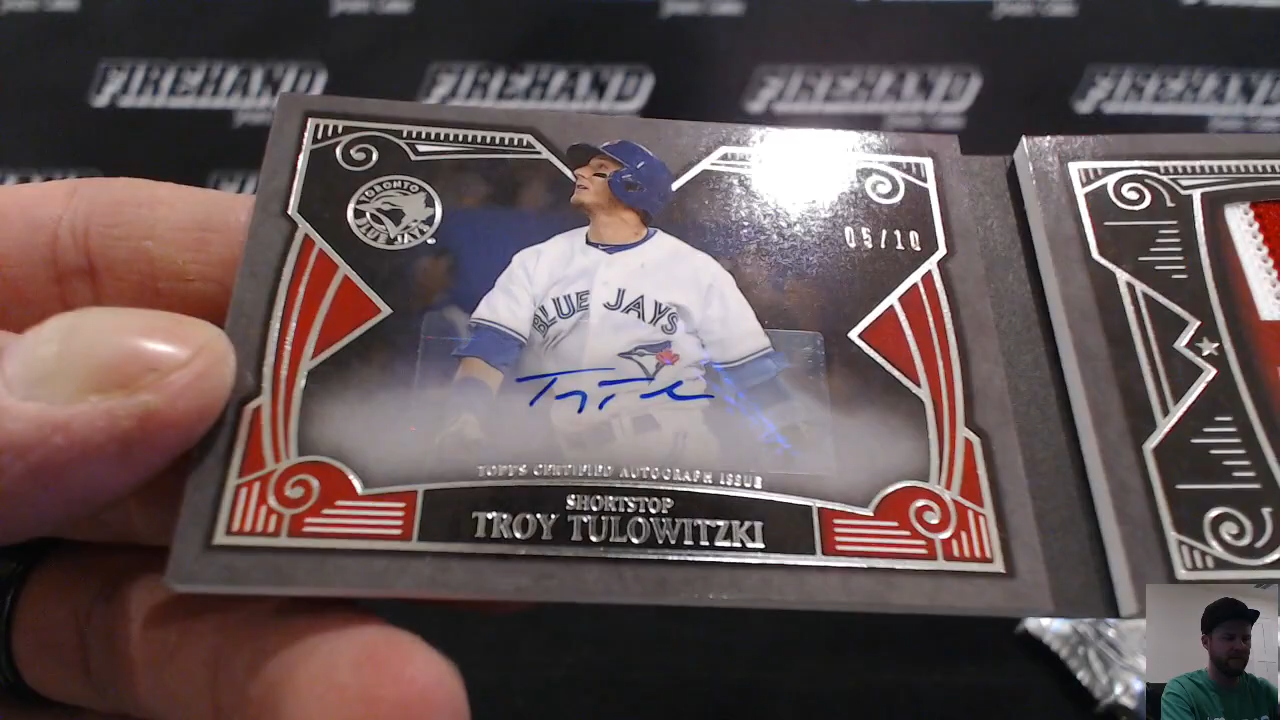 FIREHAND FIREHAND FIREHAND FIREHAND
TORONTO
BLUE JAYS
05/10
BLUE JAYS
TOPPS CERTIFIED AUTOGRAPH ISSUE
SHORTSTOP
TROY TULOWITZKI